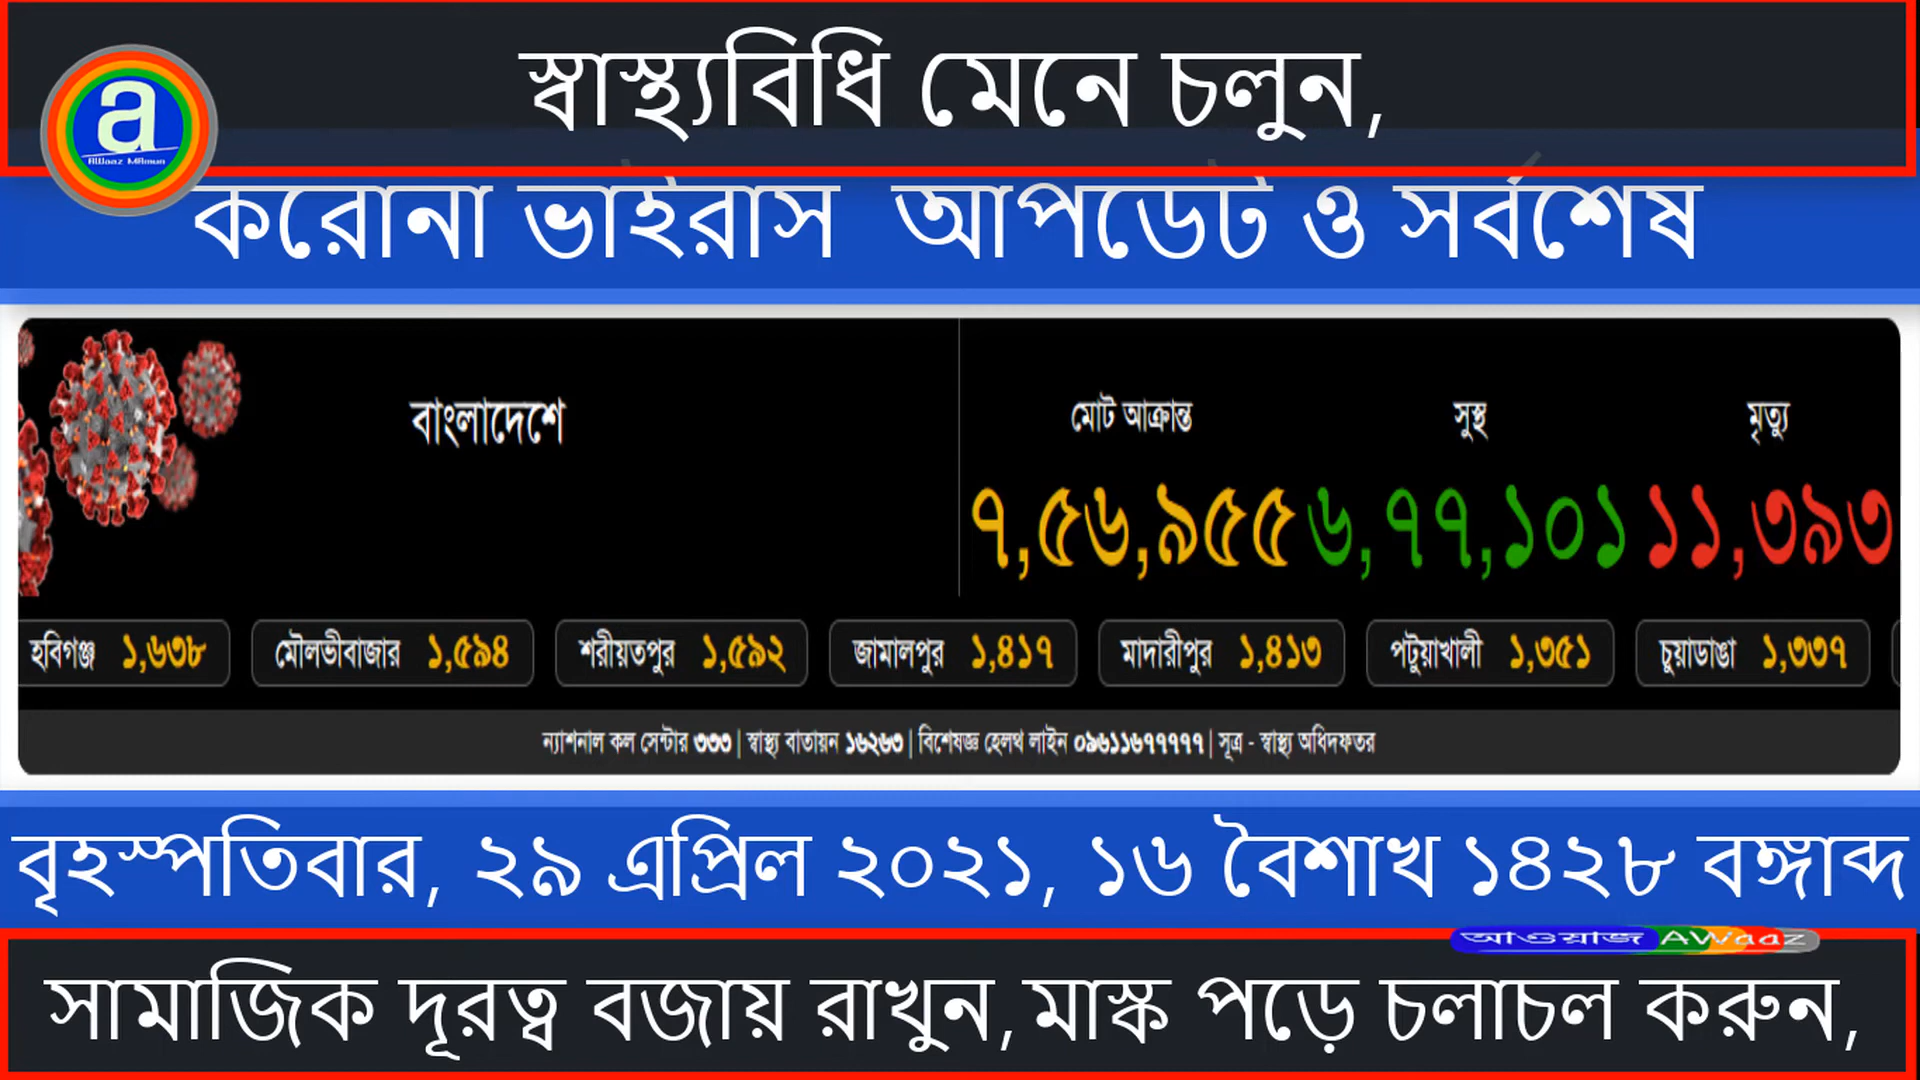 স্বাস্থ্যবিধি মেনে চলুন,
a
AWaaz MAmun
করোনা ভাইরাস আপডেট ও সর্বশেষ
বাংলাদেশে
মোট আক্রান্ত সুস্থ মৃত্যু
৭,৫৬,৯৫৫ ৬,৭৭,১০১ ১১,৩৯৩
হবিগঞ্জ ১,৬৩৮ মৌলভীবাজার ১,৫৯৪ শরীয়তপুর ১,৫৯২ জামালপুর ১,৪১৭ মাদারীপুর ১,৪১৩ পটুয়াখালী ১,৩৫১ চুয়াডাঙা ১,৩৩৭
ন্যাশনাল কল সেন্টার ৩৩৩ | স্বাস্থ্য বাতায়ন ১৬২৬৩ | বিশেষজ্ঞ হেলথ লাইন ০৯৬১১৬৭৭৭৭৭ | সূত্র - স্বাস্থ্য অধিদফতর
বৃহস্পতিবার, ২৯ এপ্রিল ২০২১, ১৬ বৈশাখ ১৪২৮ বঙ্গাব্দ
আওয়াজ AWaaz
সামাজিক দূরত্ব বজায় রাখুন,মাস্ক পড়ে চলাচল করুন,